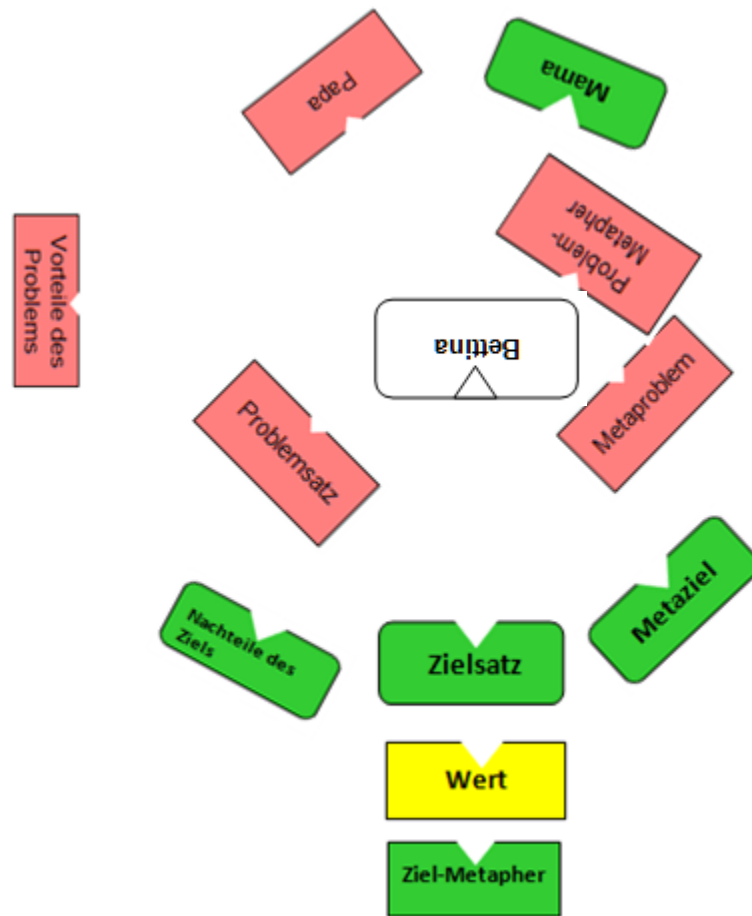 Papa
Mama
Problem-
Metapher
Vorteile des
Problems
Bettina
Metaproblem
Problemsatz
Metaziel
Nachteile des
Ziels
Zielsatz
Wert
Ziel-Metapher